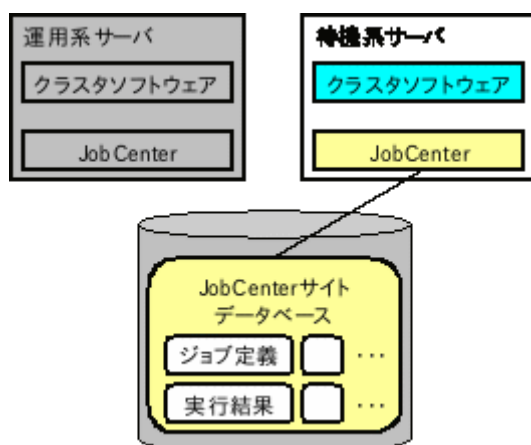 運用系サーバ
待機系サーバ
クラスタソフトウェア
クラスタソフトウェア
JobCenter
JobCenter
JobCenterサイト
データベース
ジョブ定義 ･･･
実行結果 ･･･